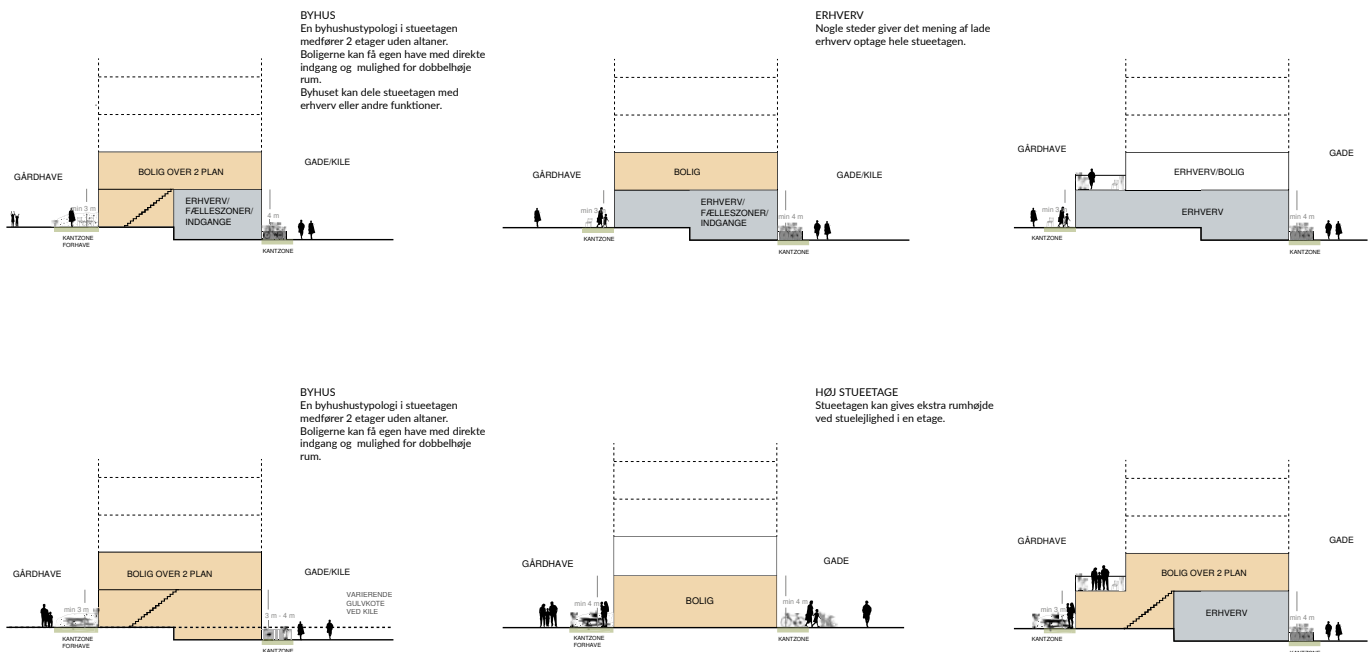 BYHUS
En byhushustypologi i stueetagen
medfører 2 etager uden altaner.
Boligerne kan få egen have med direkte
indgang og mulighed for dobbelhøje
rum.
Byhuset kan dele stueetagen med
erhverv eller andre funktioner.
GÅRDHAVE
BOLIG OVER 2 PLAN
GADE/KILE
min 3 m
ERHVERV/
FÆLLESZONER/
INDGANGE
4 m
KANTZONE
FORHAVE
KANTZONE
GÅRDHAVE
BOLIG
GADE/KILE
min 3
ERHVERV/
FÆLLESZONER/
INDGANGE
min 4 m
KANTZONE
KANTZONE
ERHVERV
Nogle steder giver det mening af lade
erhverv optage hele stueetagen.
GÅRDHAVE
ERHVERV/BOLIG
GADE
min 3
ERHVERV
min 4 m
KANTZONE
KANTZONE
BYHUS
En byhushustypologi i stueetagen
medfører 2 etager uden altaner.
Boligerne kan få egen have med direkte
indgang og mulighed for dobbelhøje
rum.
GÅRDHAVE
BOLIG OVER 2 PLAN
GADE/KILE
VARIERENDE
GULVKOTE
VED KILE
min 3 m
3 m - 4 m
KANTZONE
FORHAVE
KANTZONE
HØJ STUEETAGE
Stueetagen kan gives ekstra rumhøjde
ved stuelejlighed i en etage.
GÅRDHAVE
GADE
min 4 m
BOLIG
min 4 m
KANTZONE
FORHAVE
KANTZONE
GÅRDHAVE
GADE
BOLIG OVER 2 PLAN
min 3
ERHVERV
min 4 m
KANTZONE
KANTZONE